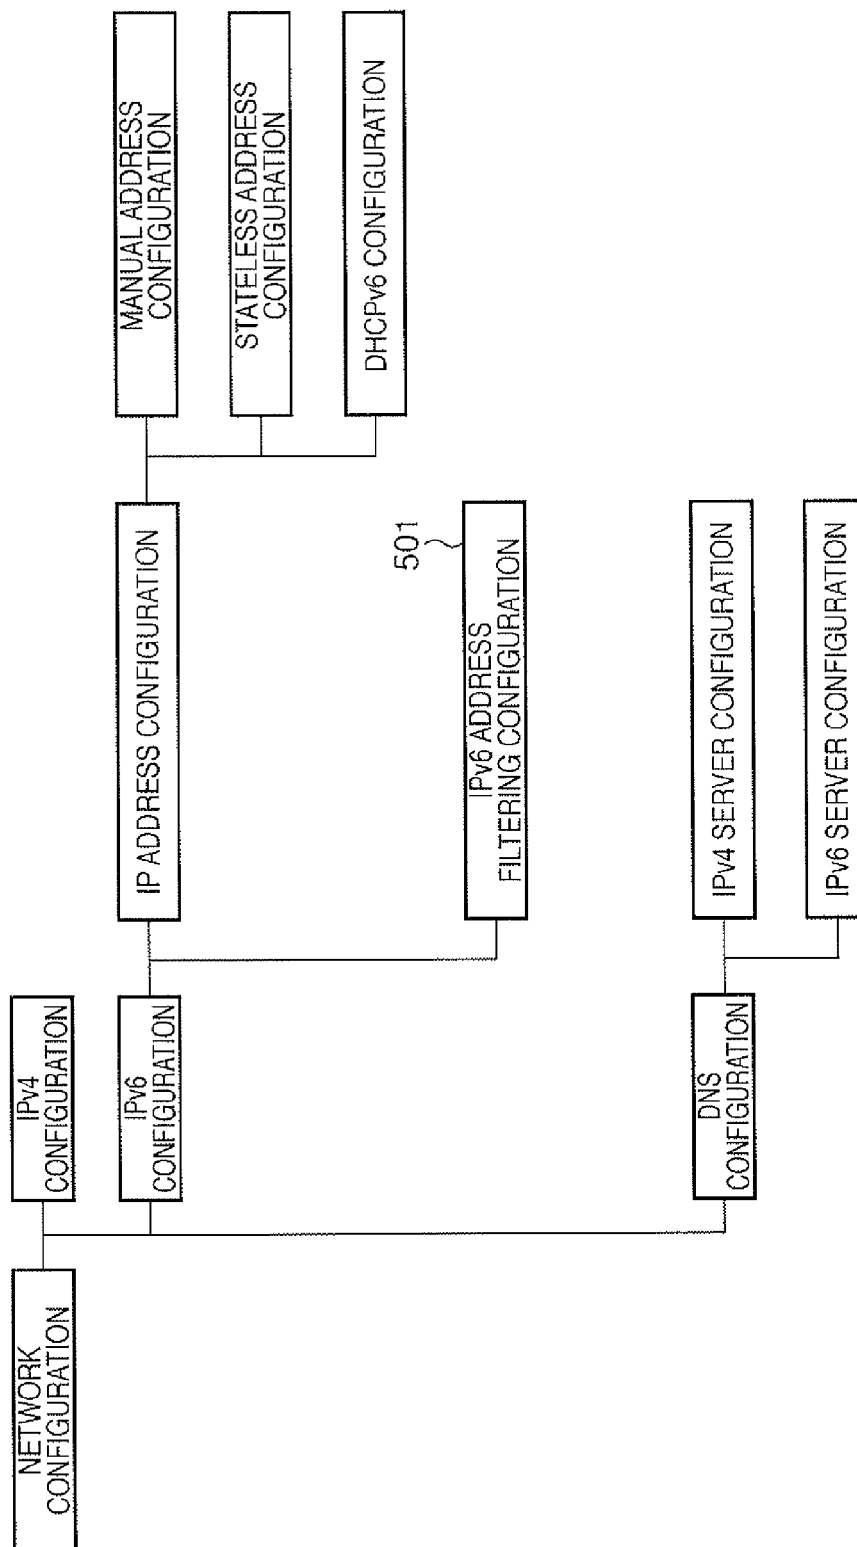 NETWORK
CONFIGURATION
IPv4
CONFIGURATION
IPv6
CONFIGURATION
IP ADDRESS CONFIGURATION
MANUAL ADDRESS
CONFIGURATION
STATELESS ADDRESS
CONFIGURATION
DHCPv6 CONFIGURATION
501
IPv6 ADDRESS
FILTERING CONFIGURATION
DNS
CONFIGURATION
IPv4 SERVER CONFIGURATION
IPv6 SERVER CONFIGURATION